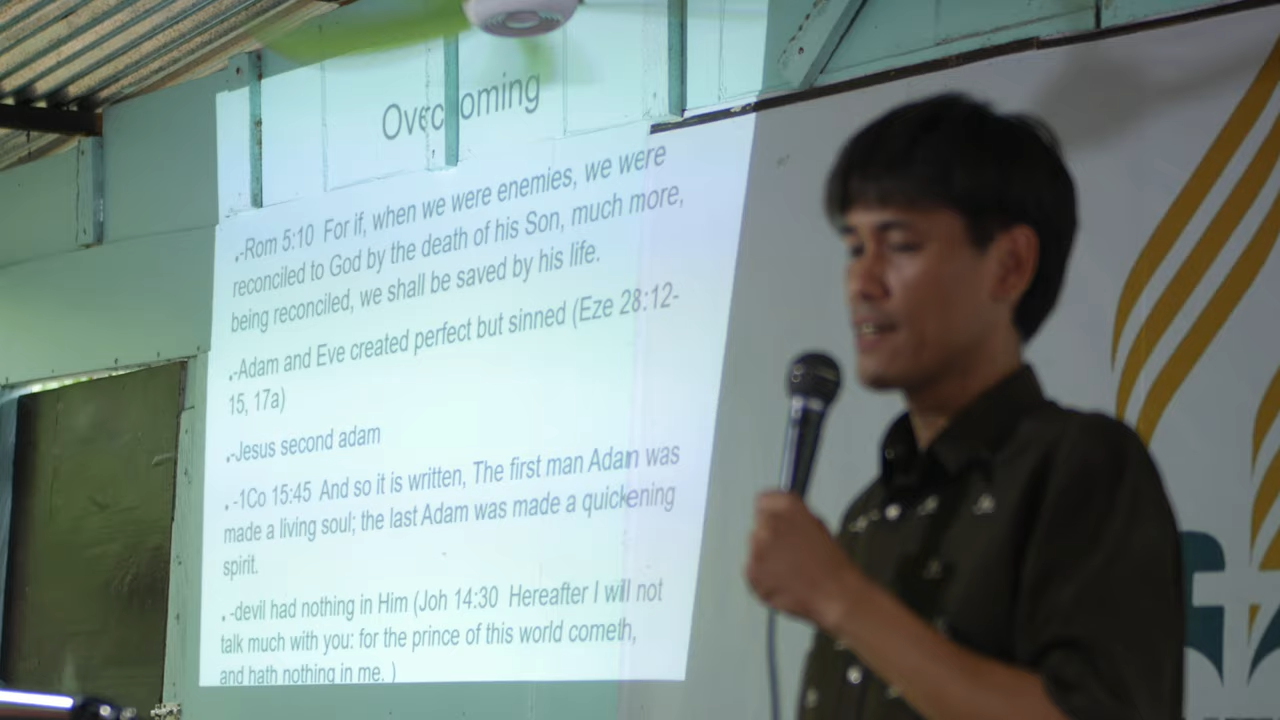 Overcoming
.-Rom 5:10 For if, when we were enemies, we were
reconciled to God by the death of his Son, much more,
being reconciled, we shall be saved by his life.
.-Adam and Eve created perfect but sinned (Eze 28:12-
15, 17a)
.-Jesus second adam
.-1Co 15:45 And so it is written, The first man Adam was
made a living soul; the last Adam was made a quickening
spirit.
.-devil had nothing in Him (Joh 14:30 Hereafter I will not
talk much with you: for the prince of this world cometh,
and hath nothing in me. )